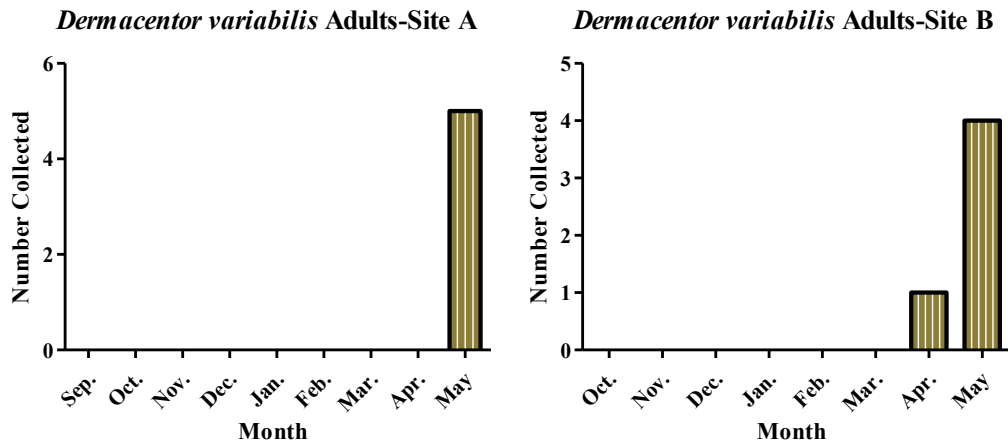 Dermacentor variabilis Adults-Site A
Number Collected
6
4
2
0
Sep. Oct. Nov. Dec. Jan. Feb. Mar. Apr. May
Month
Dermacentor variabilis Adults-Site B
Number Collected
5
4
3
2
1
0
Oct. Nov. Dec. Jan. Feb. Mar. Apr. May
Month